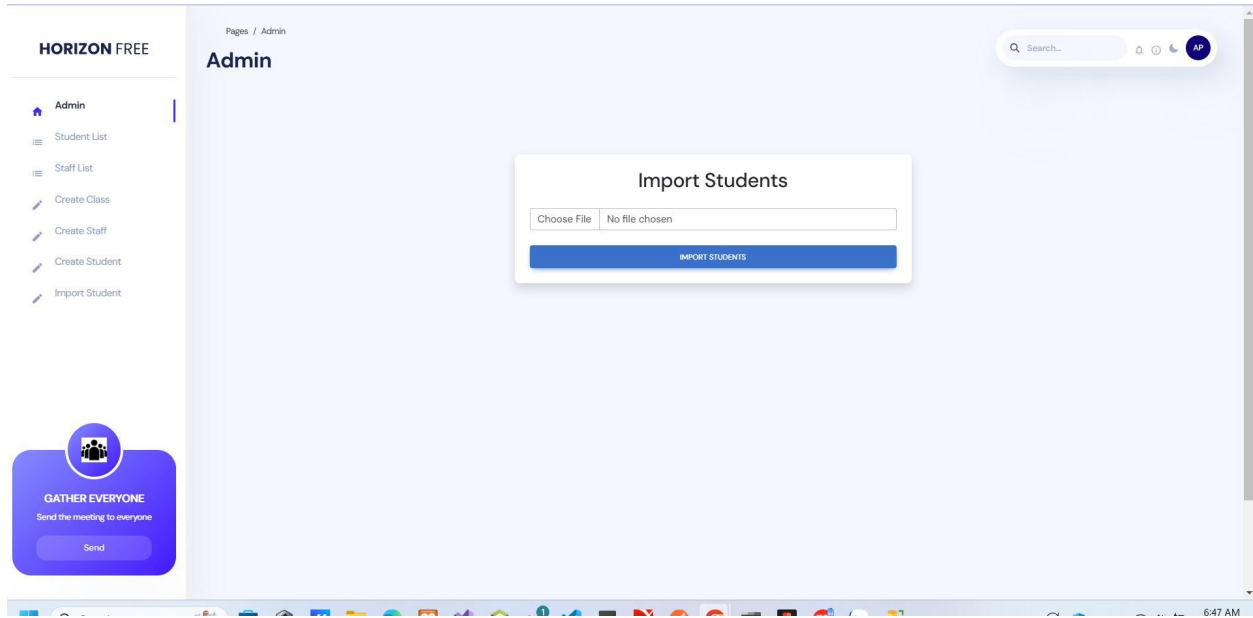 HORIZON FREE
Admin
Student List
Staff List
Create Class
Create Staff
Create Student
Import Student
GATHER EVERYONE
Send the meeting to everyone
Send
Pages / Admin
Admin
Search...
AP
Import Students
Choose File No file chosen
IMPORT STUDENTS
1
6:47 AM